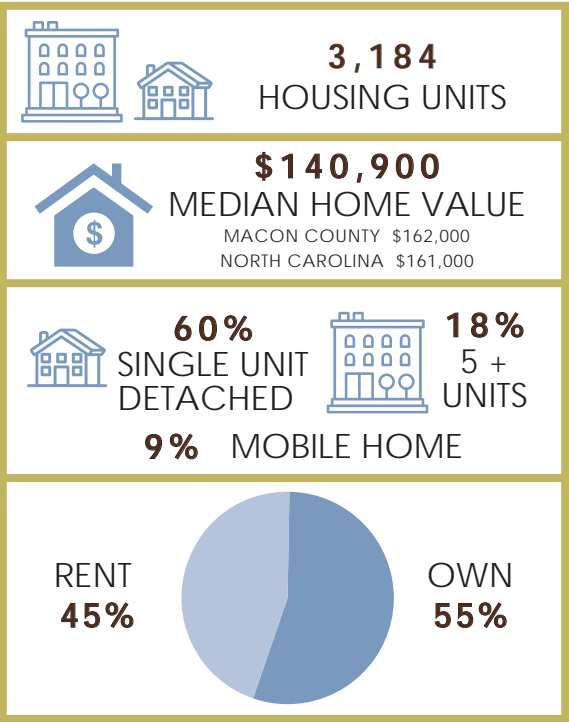 3,184
HOUSING UNITS
$140,900
MEDIAN HOME VALUE
MACON COUNTY $162,000
NORTH CAROLINA $161,000
$
60%
SINGLE UNIT
DETACHED
18%
5 +
UNITS
9% MOBILE HOME
RENT
45%
OWN
55%